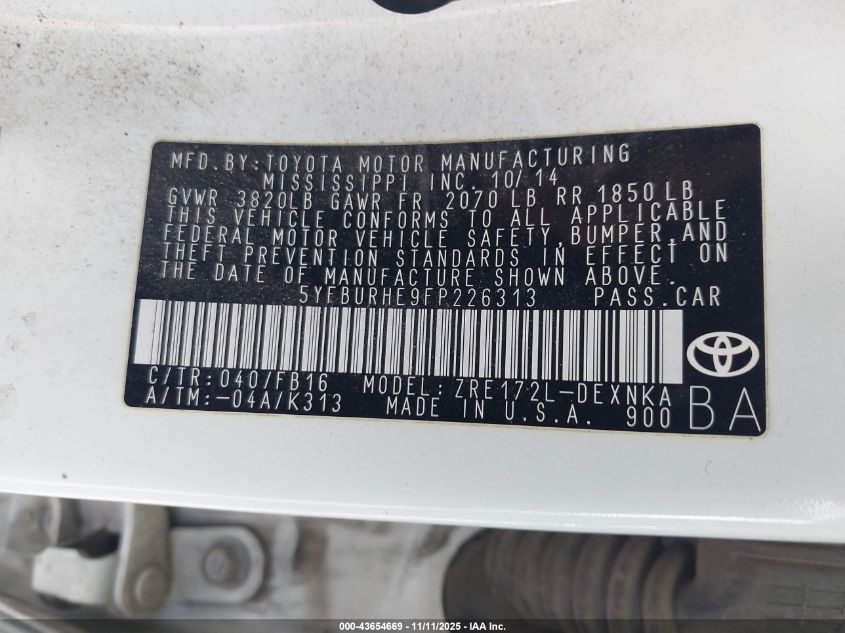 MFD. BY: TOYOTA MOTOR MANUFACTURING
MISSISSIPPI INC. 10/14
GVWR 3820LB GAWR FR 2070 LB RR 1850 LB
THIS VEHICLE CONFORMS TO ALL APPLICABLE
FEDERAL MOTOR VEHICLE SAFETY, BUMPER, AND
THEFT PREVENTION STANDARDS IN EFFECT ON
THE DATE OF MANUFACTURE SHOWN ABOVE.
5YFBURHE9FP226313 PASS. CAR
C/TR: 040/FB16 MODEL: ZRE172L-DEXNKA
A/TM: -04A/K313 MADE IN U.S.A. 900
BA
000-43654669 - 11/11/2025 - IAA Inc.